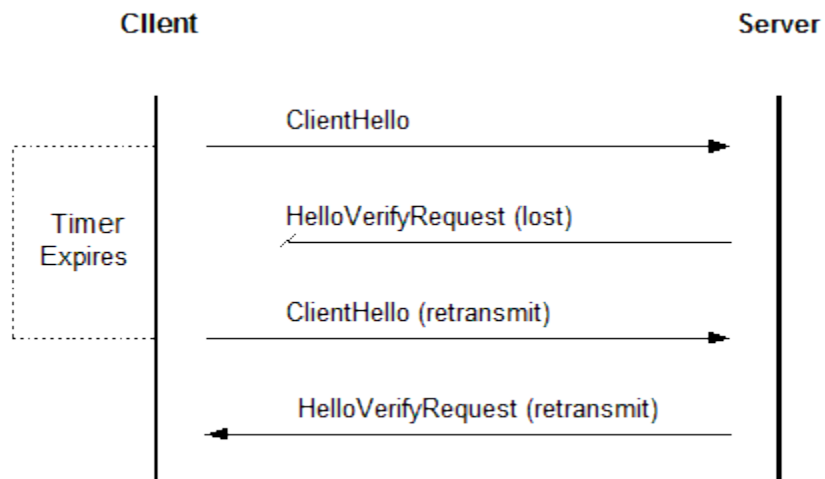 Client
Server
ClientHello
HelloVerifyRequest (lost)
Timer
Expires
ClientHello (retransmit)
HelloVerifyRequest (retransmit)